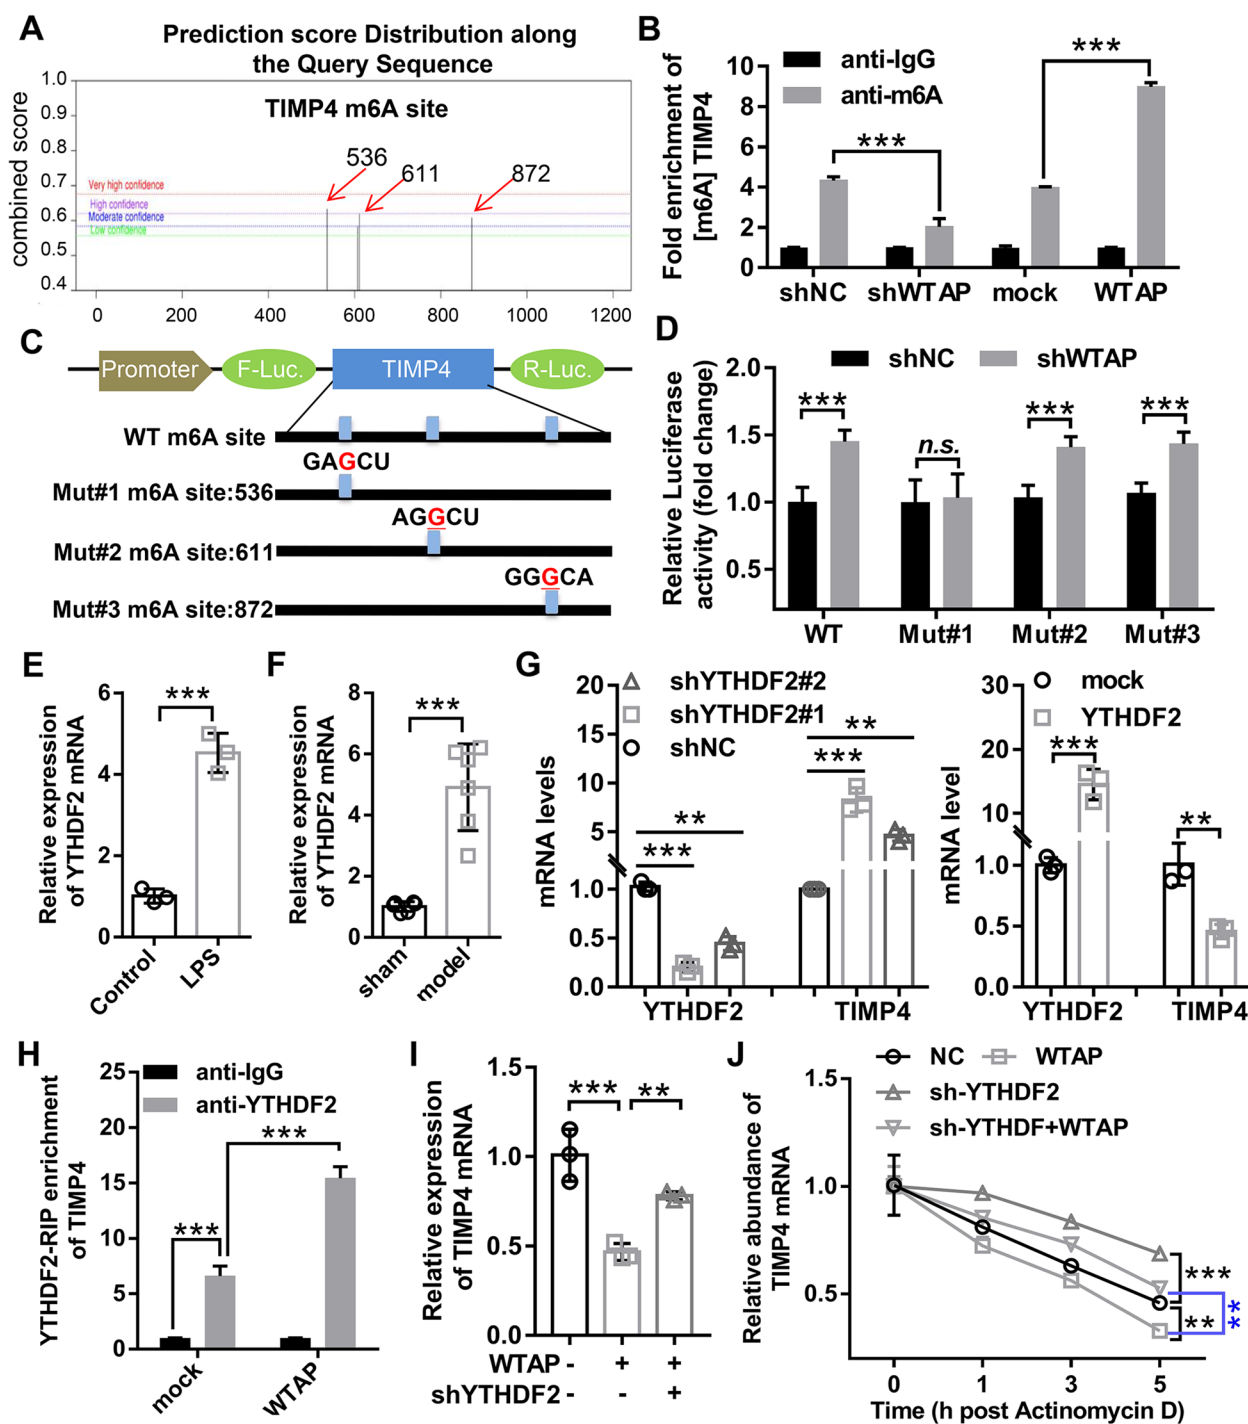 A
Prediction score Distribution along
the Query Sequence
TIMP4 m6A site
combined score
1.0
0.9
0.8
0.7
0.6
0.5
0.4
Very high confidence
High confidence
Moderate confidence
Low confidence
536
611
872
0
200
400
600
800
1000
1200
B
Fold enrichment of
[m6A] TIMP4
anti-IgG
anti-m6A
10
8
6
4
2
0
***
***
shNC
shWTAP
mock
WTAP
C
Promoter
F-Luc.
TIMP4
R-Luc.
WT m6A site
GAGCU
Mut#1 m6A site:536
AGGCU
Mut#2 m6A site:611
GGGCA
Mut#3 m6A site:872
D
Relative Luciferase
activity (fold change)
shNC
shWTAP
2.0
1.5
1.0
0.5
***
n.s.
***
***
WT
Mut#1
Mut#2
Mut#3
E
Relative expression
of YTHDF2 mRNA
6
4
2
0
***
Control
LPS
F
Relative expression
of YTHDF2 mRNA
8
6
4
2
0
***
sham
model
G
mRNA levels
shYTHDF2#2
shYTHDF2#1
shNC
20
15
10
5
1.0
0.5
0.0
**
***
**
***
YTHDF2
TIMP4
mRNA level
mock
YTHDF2
30
20
10
1.0
0.5
0.0
***
**
YTHDF2
TIMP4
H
YTHDF2-RIP enrichment
of TIMP4
anti-IgG
anti-YTHDF2
25
20
15
10
5
0
***
***
mock
WTAP
I
Relative expression
of TIMP4 mRNA
1.5
1.0
0.5
0.0
***
**
WTAP - + +
shYTHDF2 - - +
J
Relative abundance of
TIMP4 mRNA
NC
WTAP
sh-YTHDF2
sh-YTHDF+WTAP
1.5
1.0
0.5
***
**
**
0
1
3
5
Time (h post Actinomycin D)